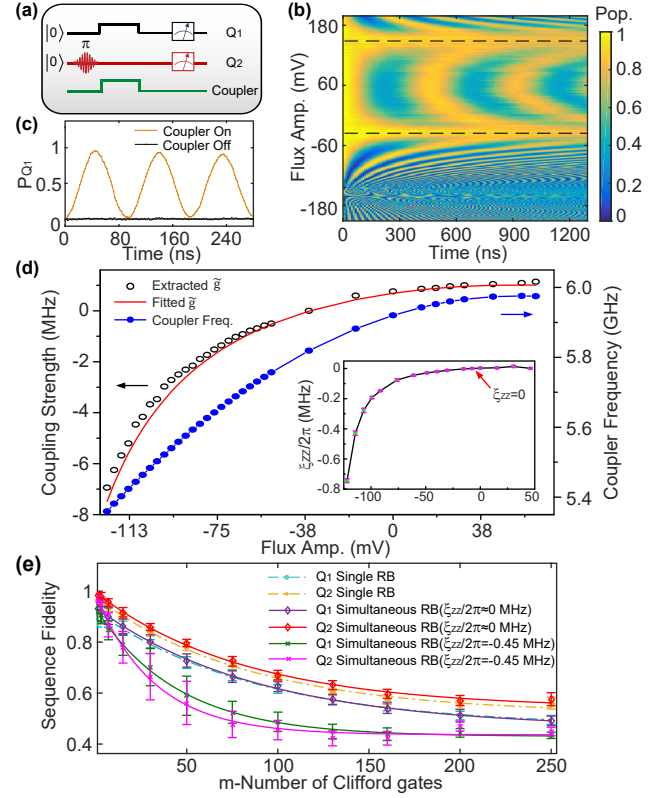 (a)
|0⟩ Q1
π
|0⟩ Q2
Coupler
(b)
Pop.
Flux Amp. (mV)
180
60
-60
-180
0 300 600 900 1200
Time (ns)
1
0.8
0.6
0.4
0.2
0
(c)
Coupler On
Coupler Off
PQ1
1
0.5
0
0 80 160 240
Time (ns)
(d)
Extracted g̃
Fitted g̃
Coupler Freq.
Coupling Strength (MHz)
0
-2
-4
-6
-8
-113 -75 -38 0 38
Flux Amp. (mV)
Coupler Frequency (GHz)
6.0
5.8
5.6
5.4
ξzz/2π (MHz)
0
-0.2
-0.4
-0.6
-0.8
-100 -50 0 50
ξzz=0
(e)
Sequence Fidelity
1
0.8
0.6
0.4
50 100 150 200 250
m-Number of Clifford gates
Q1 Single RB
Q2 Single RB
Q1 Simultaneous RB(ξzz/2π≈0 MHz)
Q2 Simultaneous RB(ξzz/2π≈0 MHz)
Q1 Simultaneous RB(ξzz/2π=-0.45 MHz)
Q2 Simultaneous RB(ξzz/2π=-0.45 MHz)